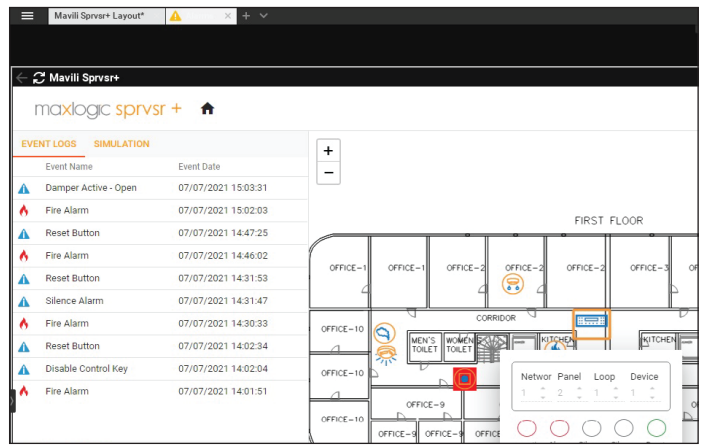 Mavili Sprvsr+ Layout*
Mavili Sprvsr+
maxlogic sprvsr +
EVENT LOGS SIMULATION
Event Name Event Date
Damper Active - Open 07/07/2021 15:03:31
Fire Alarm 07/07/2021 15:02:03
Reset Button 07/07/2021 14:47:25
Fire Alarm 07/07/2021 14:46:02
Reset Button 07/07/2021 14:31:53
Silence Alarm 07/07/2021 14:31:47
Fire Alarm 07/07/2021 14:30:33
Reset Button 07/07/2021 14:02:34
Disable Control Key 07/07/2021 14:02:04
Fire Alarm 07/07/2021 14:01:51
+
−
FIRST FLOOR
OFFICE-1 OFFICE-1 OFFICE-2 OFFICE-2 OFFICE-2 OFFICE-3 OF
CORRIDOR
OFFICE-10
MEN'S TOILET
WOMEN TOILET
KITCHEN
KITCHEN
OFFICE-10
OFFICE-9
OFFICE-10
OFFICE-9 OFFICE-9 OFFICE
Networ Panel Loop Device
1 2 1 1